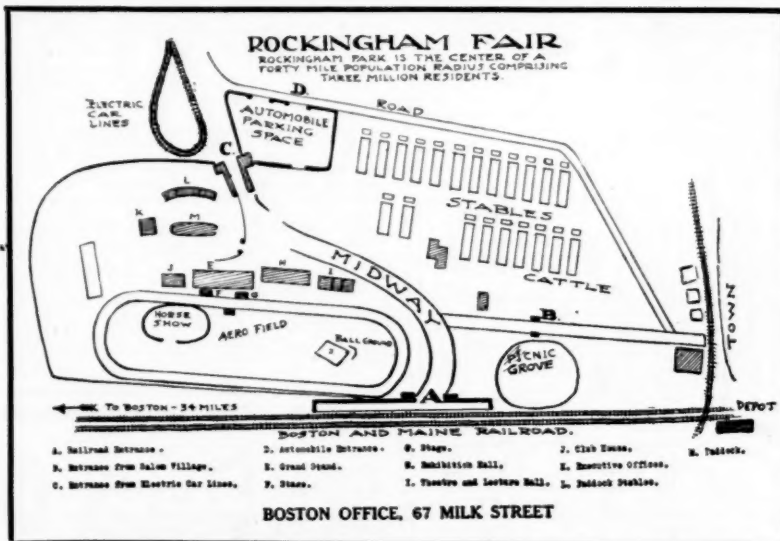 ROCKINGHAM FAIR
ROCKINGHAM PARK IS THE CENTER OF A
FORTY MILE POPULATION RADIUS COMPRISING
THREE MILLION RESIDENTS.
ELECTRIC
CAR
LINES
D.
ROAD
AUTOMOBILE
PARKING
SPACE
C.
L
K
M
STABLES
CATTLE
MIDWAY
J
E
H
I
F
G
HORSE
SHOW
AERO FIELD
BALL GROUND
B.
PICNIC
GROVE
TOWN
A
TO BOSTON - 34 MILES
DEPOT
BOSTON AND MAINE RAILROAD.
A. Railroad Entrance.
B. Entrance from Salem Village.
C. Entrance from Electric Car Lines.
D. Automobile Entrance.
E. Grand Stand.
F. Stage.
G. Stage.
H. Exhibition Hall.
I. Theatre and Lecture Hall.
J. Club House.
K. Executive Offices.
L. Paddock Stables.
M. Paddock.
BOSTON OFFICE, 67 MILK STREET